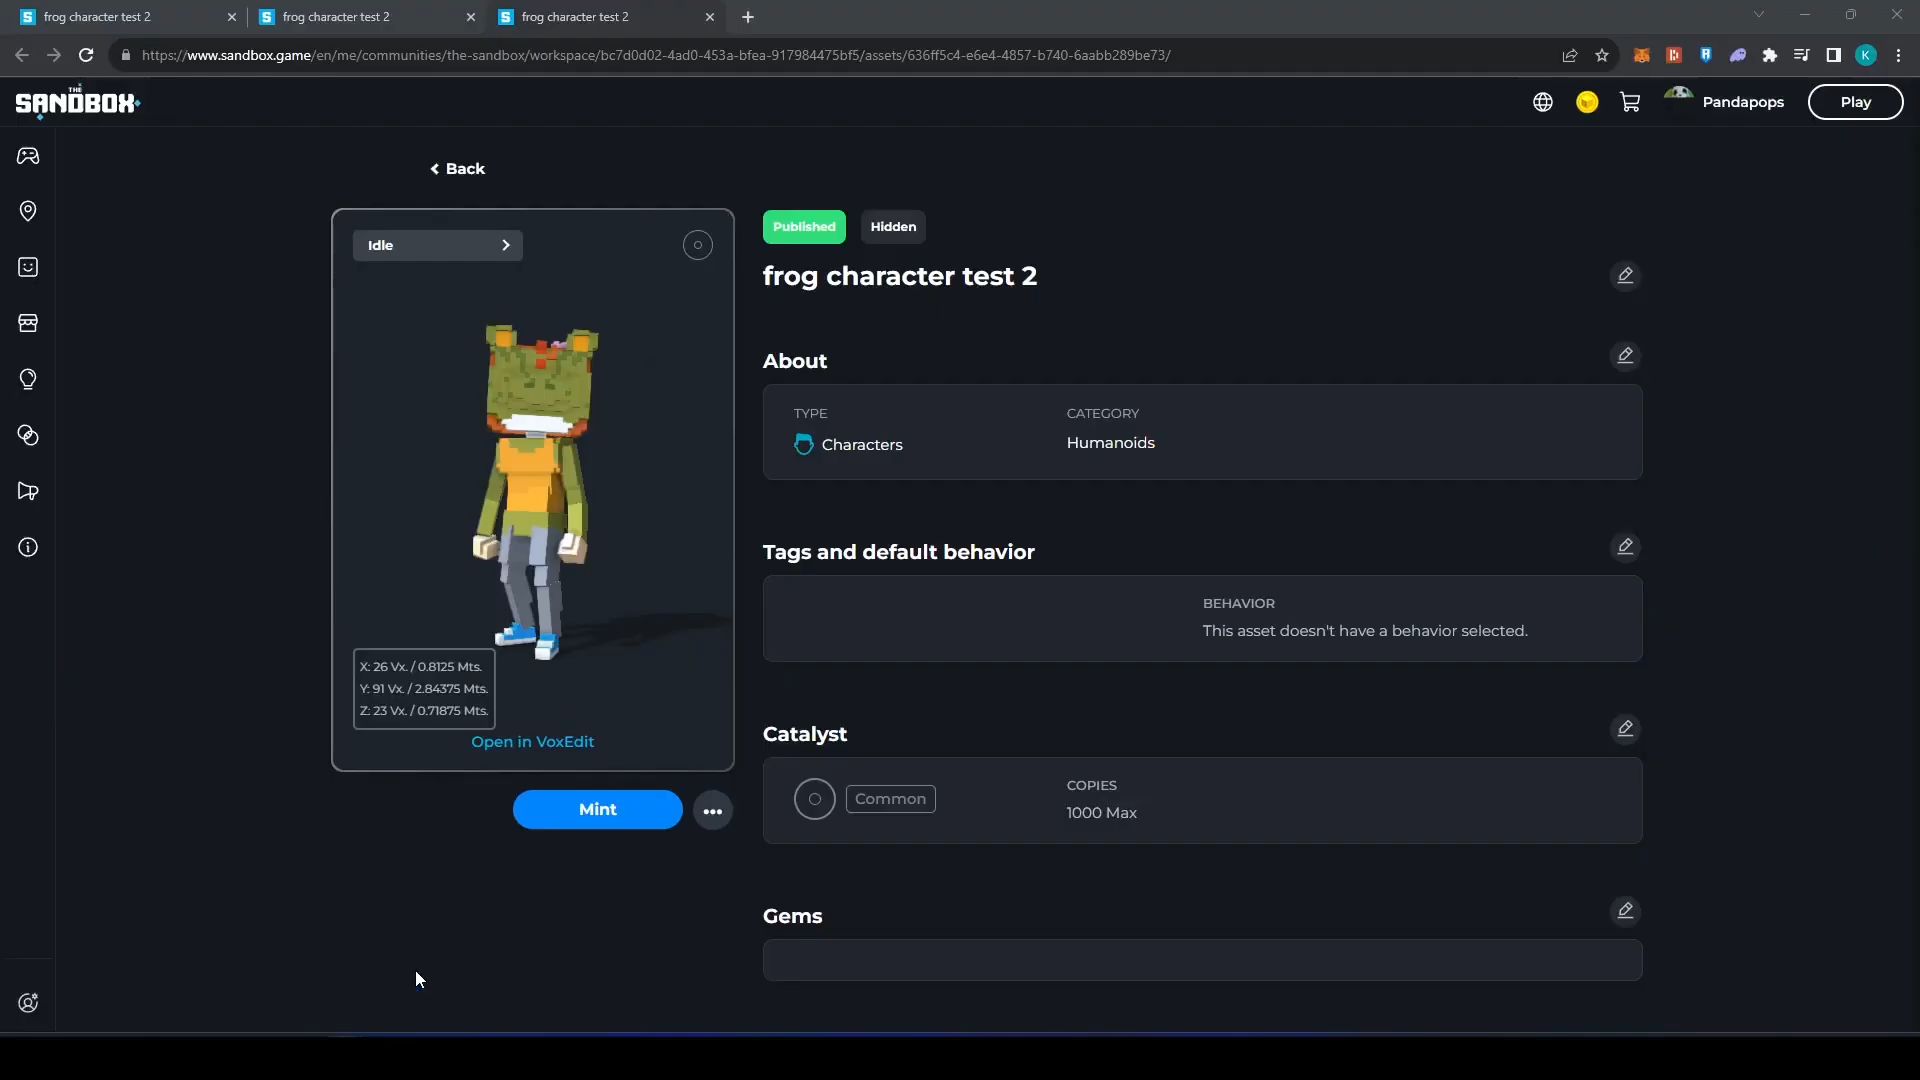 frog character test 2
frog character test 2
frog character test 2
https://www.sandbox.game/en/me/communities/the-sandbox/workspace/bc7d0d02-4ad0-453a-bfea-917984475bf5/assets/636ff5c4-e6e4-4857-b740-6aabb289be73/
K
THE
SANDBOX
Pandapops
Play
Back
Idle
Published
Hidden
frog character test 2
About
TYPE
CATEGORY
Characters
Humanoids
Tags and default behavior
BEHAVIOR
This asset doesn't have a behavior selected.
X: 26 Vx. / 0.8125 Mts.
Y: 91 Vx. / 2.84375 Mts.
Z: 23 Vx. / 0.71875 Mts.
Open in VoxEdit
Mint
Catalyst
Common
COPIES
1000 Max
Gems